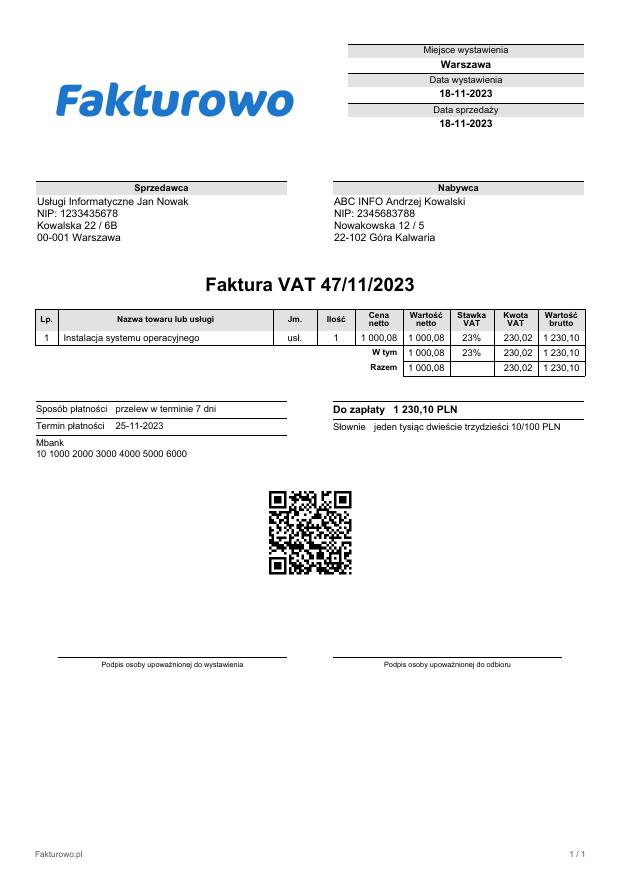 Fakturowo
Miejsce wystawienia
Warszawa
Data wystawienia
18-11-2023
Data sprzedaży
18-11-2023
Sprzedawca
Usługi Informatyczne Jan Nowak
NIP: 1233435678
Kowalska 22 / 6B
00-001 Warszawa
Nabywca
ABC INFO Andrzej Kowalski
NIP: 2345683788
Nowakowska 12 / 5
22-102 Góra Kalwaria
Faktura VAT 47/11/2023
Lp. Nazwa towaru lub usługi Jm. Ilość Cena netto Wartość netto Stawka VAT Kwota VAT Wartość brutto
1 Instalacja systemu operacyjnego usł. 1 1 000,08 1 000,08 23% 230,02 1 230,10
W tym 1 000,08 23% 230,02 1 230,10
Razem 1 000,08 230,02 1 230,10
Sposób płatności przelew w terminie 7 dni
Termin płatności 25-11-2023
Mbank
10 1000 2000 3000 4000 5000 6000
Do zapłaty 1 230,10 PLN
Słownie jeden tysiąc dwieście trzydzieści 10/100 PLN
Podpis osoby upoważnionej do wystawienia
Podpis osoby upoważnionej do odbioru
Fakturowo.pl
1 / 1